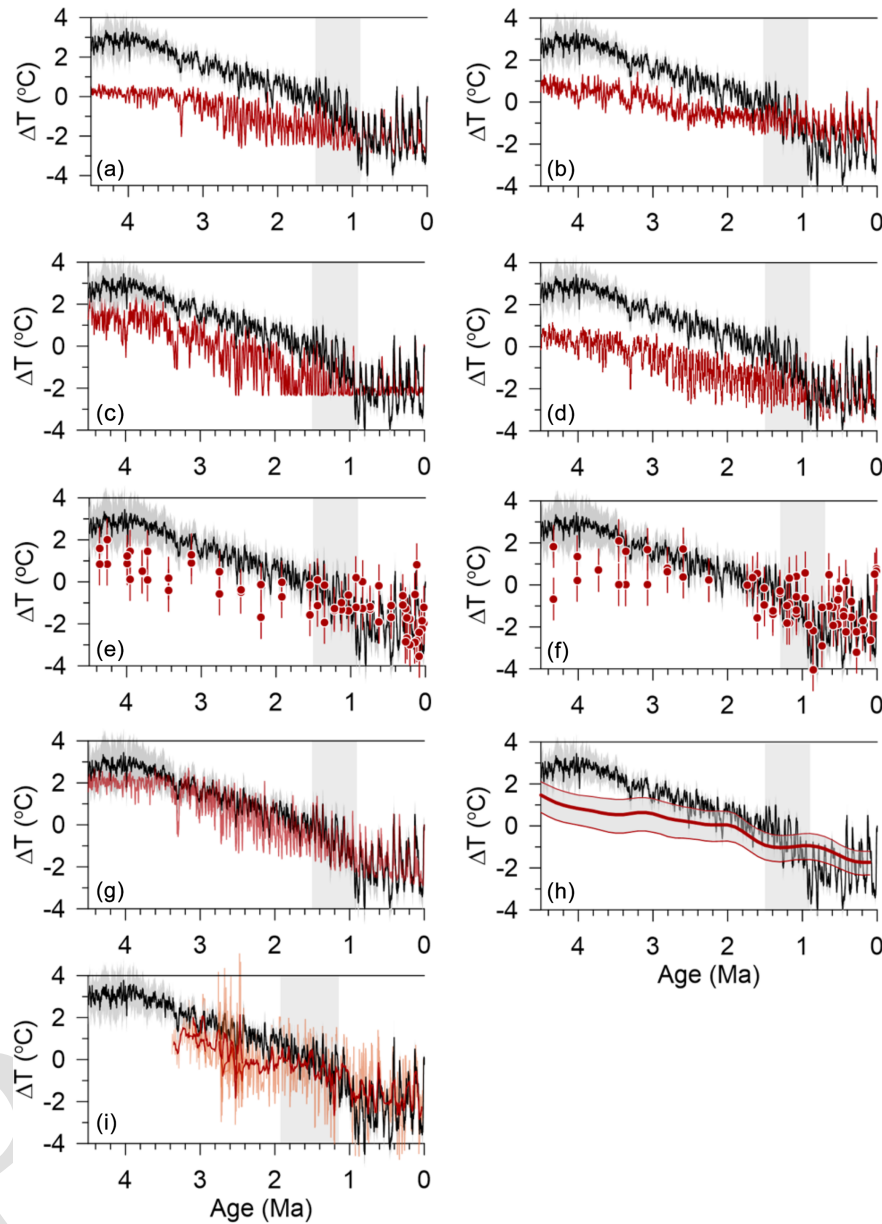 4 4
2 2
0 0
-2 -2
-4 -4
ΔT (°C) ΔT (°C)
(a) (b)
4 3 2 1 0 4 3 2 1 0
4 4
2 2
0 0
-2 -2
-4 -4
ΔT (°C) ΔT (°C)
(c) (d)
4 3 2 1 0 4 3 2 1 0
4 4
2 2
0 0
-2 -2
-4 -4
ΔT (°C) ΔT (°C)
(e) (f)
4 3 2 1 0 4 3 2 1 0
4 4
2 2
0 0
-2 -2
-4 -4
ΔT (°C) ΔT (°C)
(g) (h)
4 3 2 1 0 4 3 2 1 0
Age (Ma)
4
2
0
-2
-4
ΔT (°C)
(i)
4 3 2 1 0
Age (Ma)